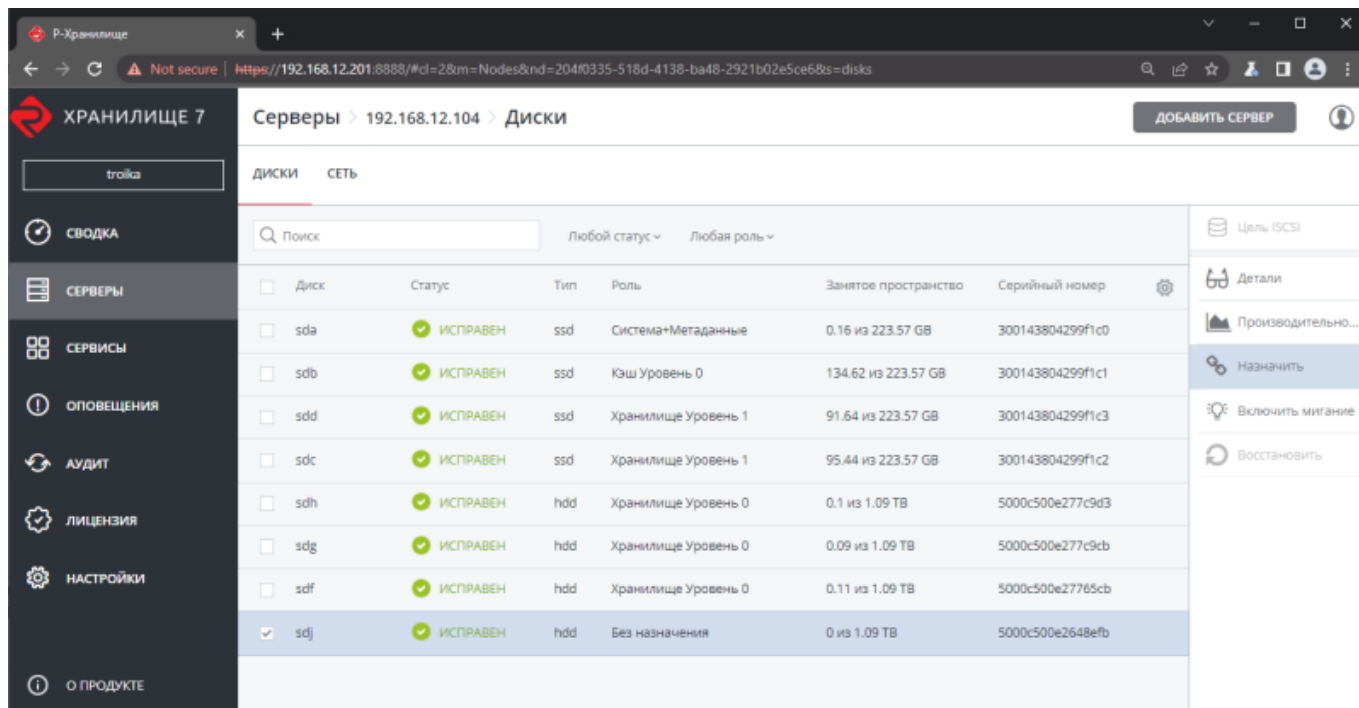 Р-Хранилище
Not secure | https://192.168.12.201:8888/#cl=2&m=Nodes&nd=204f0335-518d-4138-ba48-2921b02e5ce6&s=disks
ХРАНИЛИЩЕ 7
Серверы > 192.168.12.104 > Диски
ДОБАВИТЬ СЕРВЕР
troika
ДИСКИ СЕТЬ
СВОДКА
СЕРВЕРЫ
СЕРВИСЫ
ОПОВЕЩЕНИЯ
АУДИТ
ЛИЦЕНЗИЯ
НАСТРОЙКИ
О ПРОДУКТЕ
Поиск Любой статус Любая роль
Диск Статус Тип Роль Занятое пространство Серийный номер
sda ИСПРАВЕН ssd Система+Метаданные 0.16 из 223.57 GB 300143804299f1c0
sdb ИСПРАВЕН ssd Кэш Уровень 0 134.62 из 223.57 GB 300143804299f1c1
sdd ИСПРАВЕН ssd Хранилище Уровень 1 91.64 из 223.57 GB 300143804299f1c3
sdc ИСПРАВЕН ssd Хранилище Уровень 1 95.44 из 223.57 GB 300143804299f1c2
sdh ИСПРАВЕН hdd Хранилище Уровень 0 0.1 из 1.09 TB 5000c500e277c9d3
sdg ИСПРАВЕН hdd Хранилище Уровень 0 0.09 из 1.09 TB 5000c500e277c9cb
sdf ИСПРАВЕН hdd Хранилище Уровень 0 0.11 из 1.09 TB 5000c500e27765cb
sdj ИСПРАВЕН hdd Без назначения 0 из 1.09 TB 5000c500e2648efb
Цель iSCSI
Детали
Производительно...
Назначить
Включить мигание
Восстановить